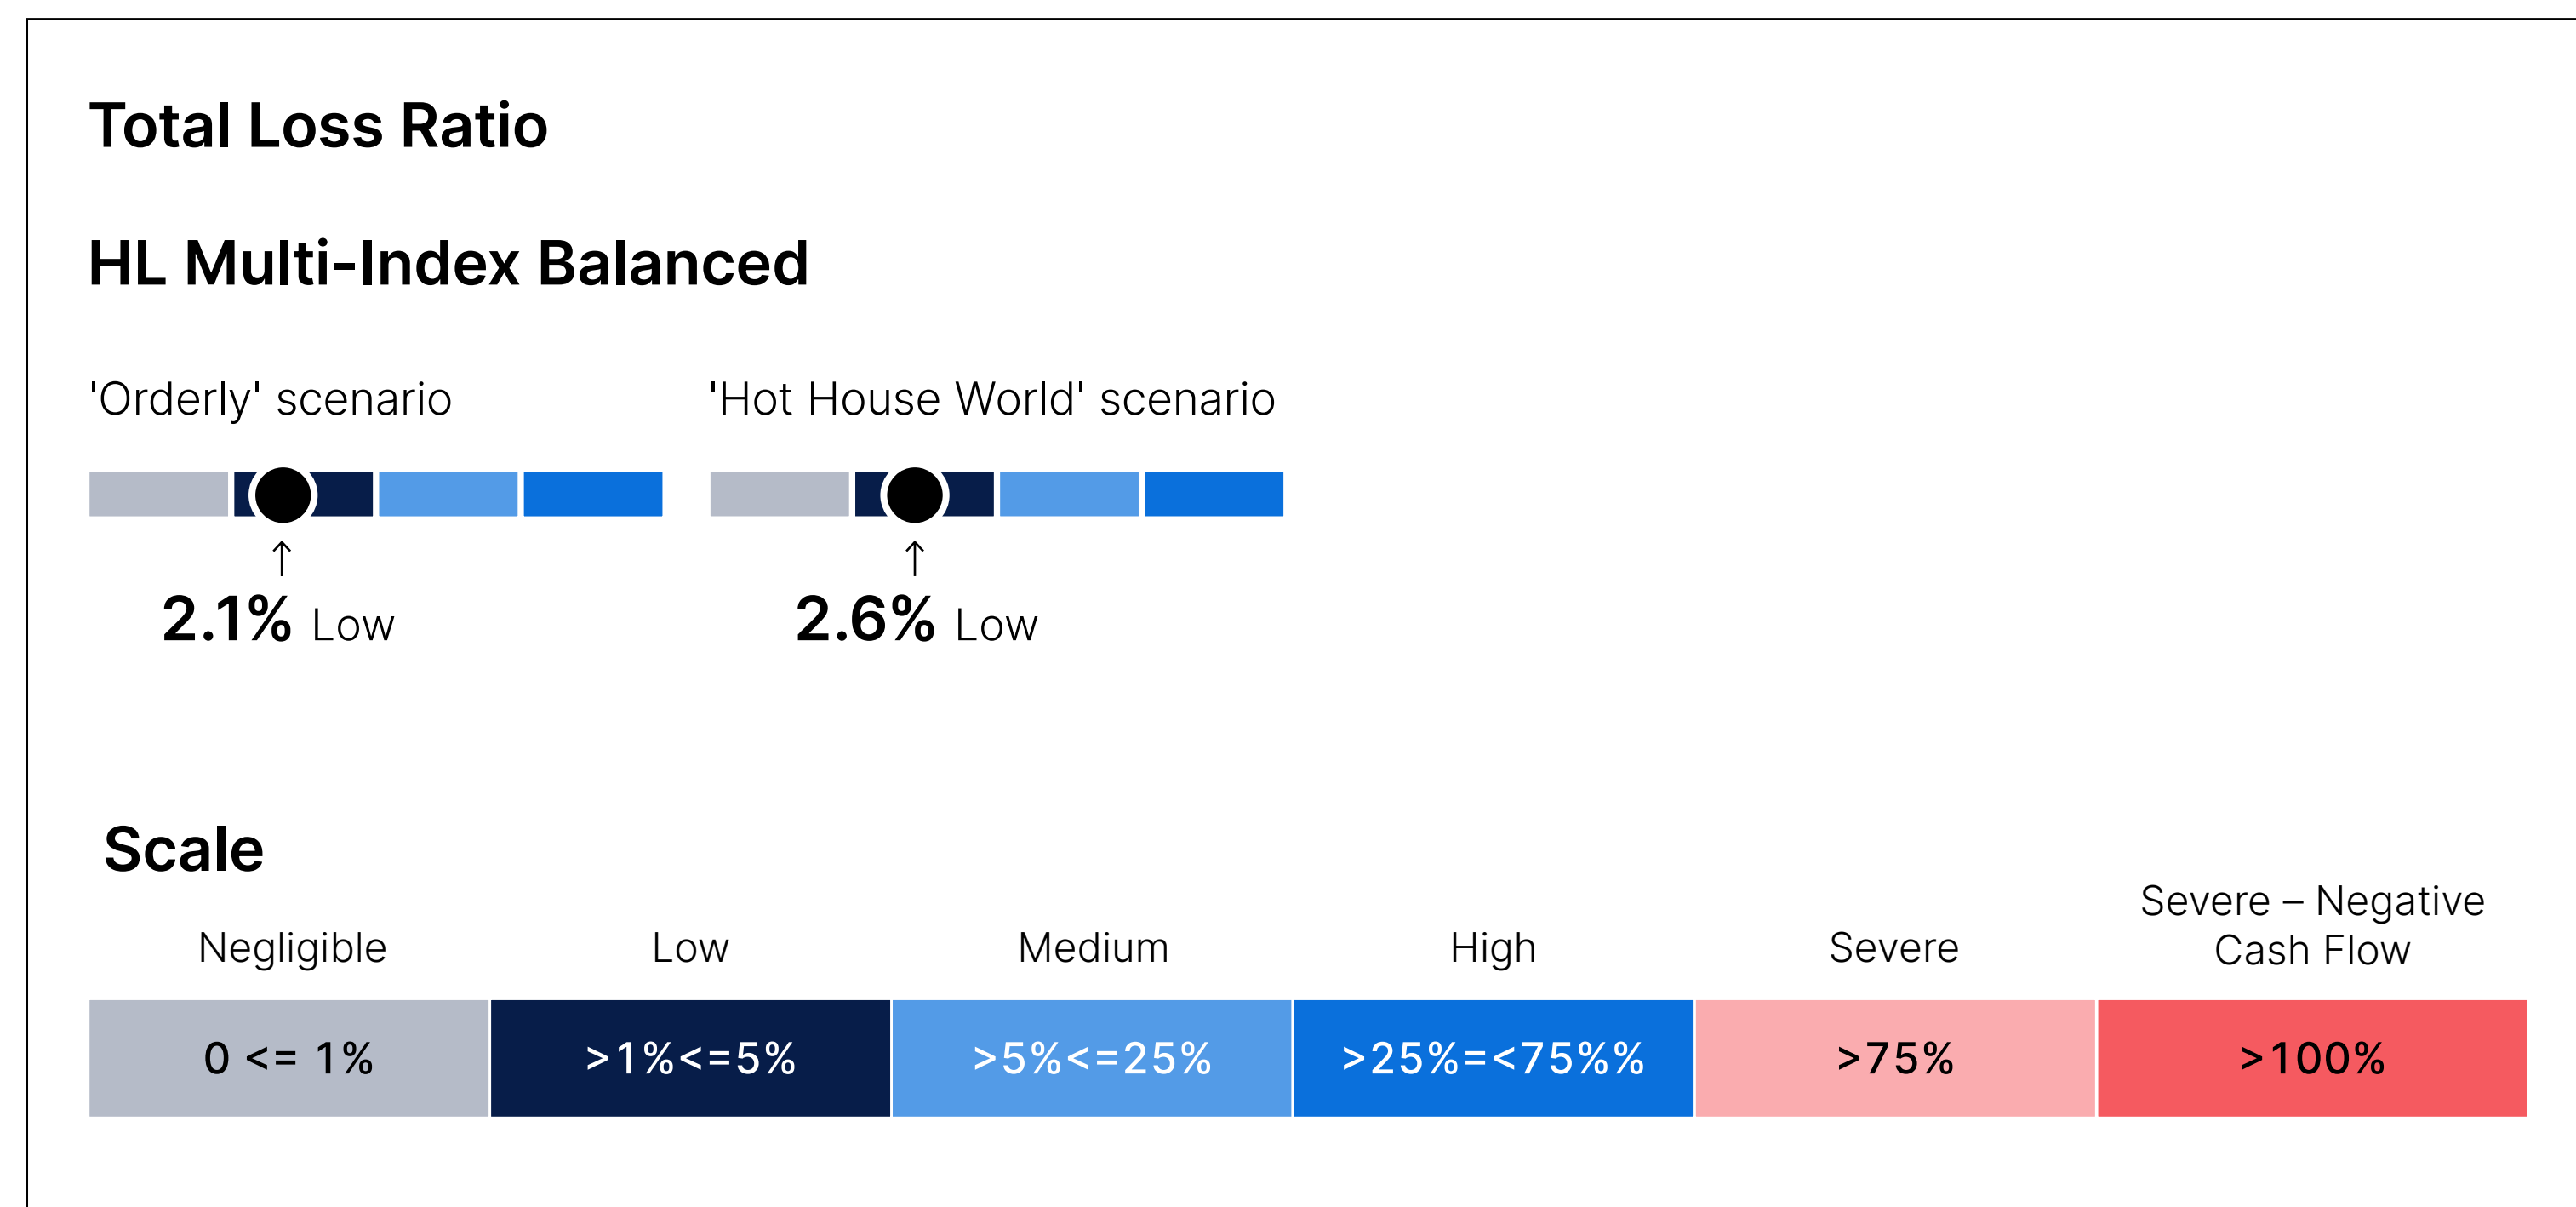 Total Loss Ratio
HL Multi-Index Balanced
'Orderly' scenario
'Hot House World' scenario
↑
↑
2.1% Low
2.6% Low
Scale
Negligible
Low
Medium
High
Severe
Severe – Negative
Cash Flow
0 <= 1%
>1%<=5%
>5%<=25%
>25%=<75%%
>75%
>100%